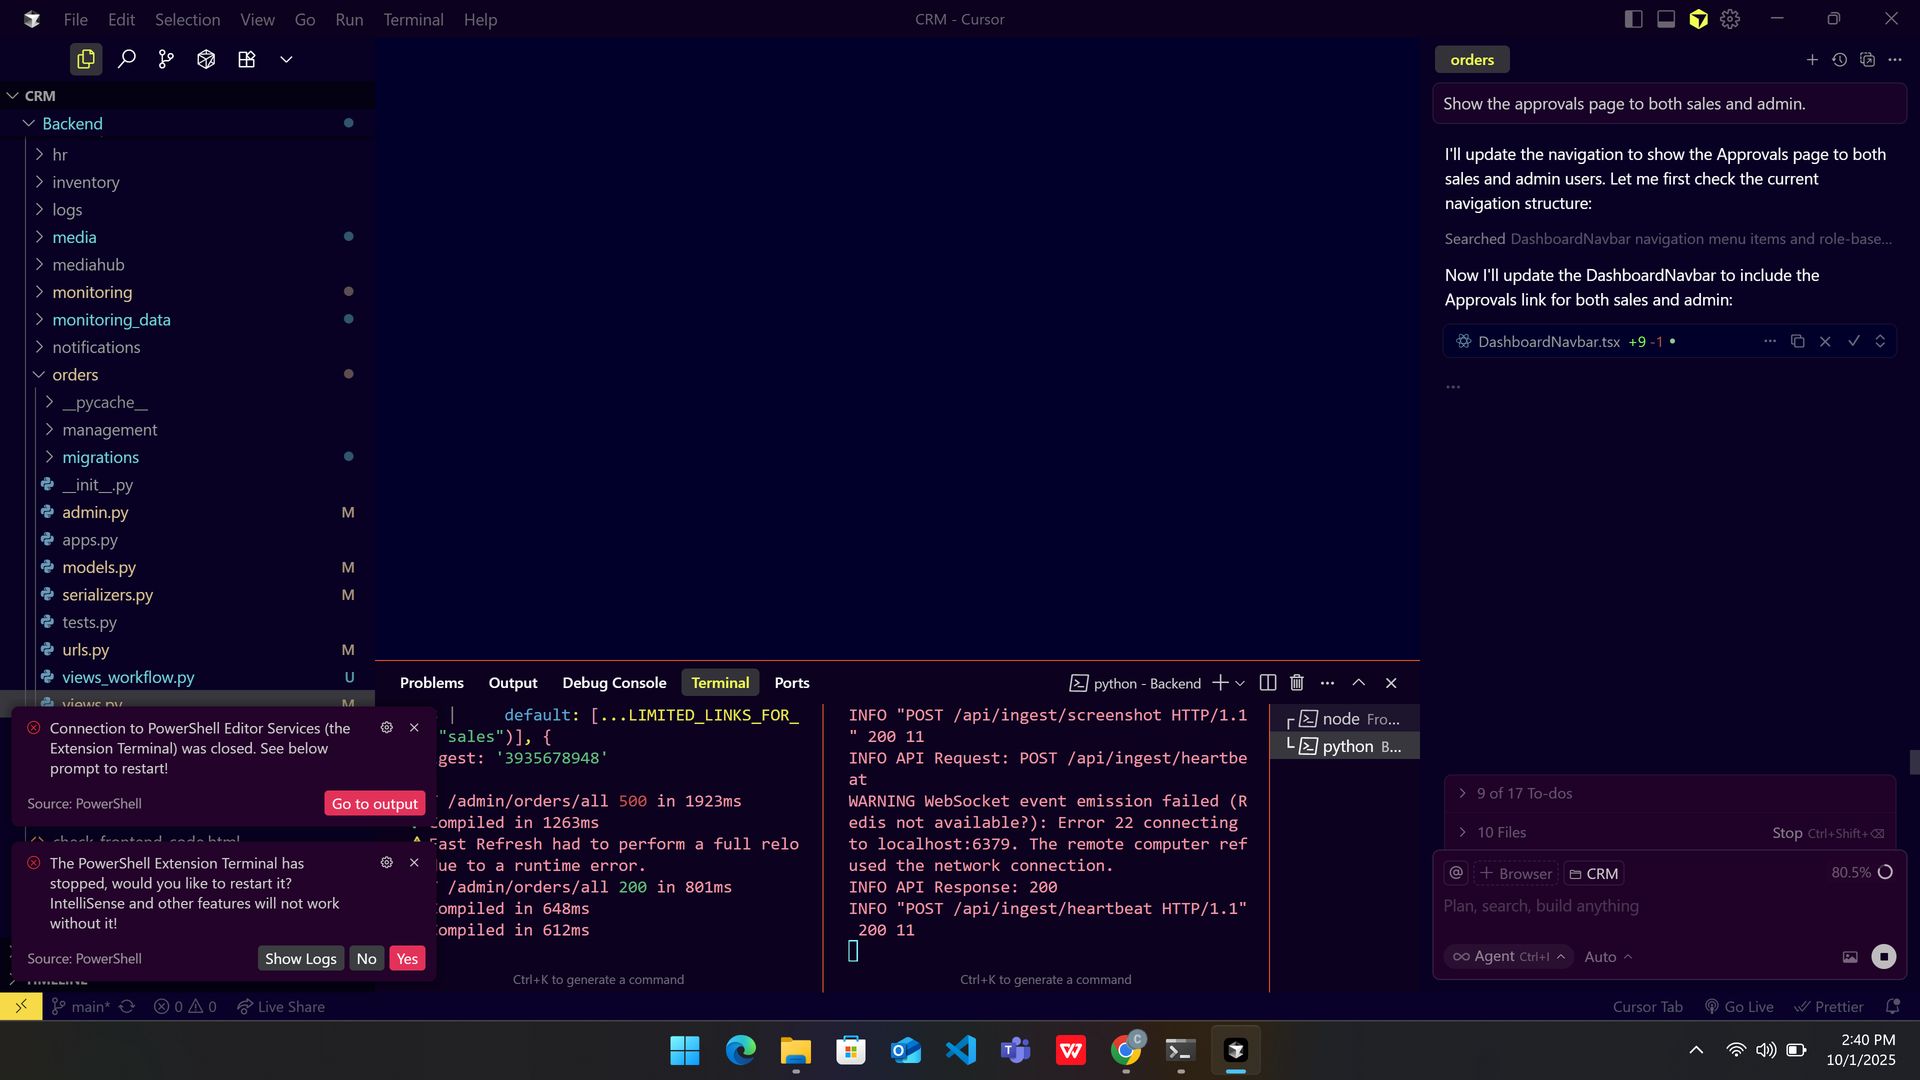 File Edit Selection View Go Run Terminal Help
CRM - Cursor
CRM
Backend
hr
inventory
logs
media
mediahub
monitoring
monitoring_data
notifications
orders
__pycache__
management
migrations
__init__.py
admin.py M
apps.py
models.py M
serializers.py M
tests.py
urls.py M
views_workflow.py U
views.py M
Connection to PowerShell Editor Services (the
Extension Terminal) was closed. See below
prompt to restart!
Source: PowerShell
Go to output
check_frontend_code.html
The PowerShell Extension Terminal has
stopped, would you like to restart it?
IntelliSense and other features will not work
without it!
Source: PowerShell
Show Logs No Yes
TIMELINE
Problems Output Debug Console Terminal Ports
python - Backend
| default: [...LIMITED_LINKS_FOR_
"sales")], {
gest: '3935678948'
/admin/orders/all 500 in 1923ms
ompiled in 1263ms
Fast Refresh had to perform a full relo
ue to a runtime error.
/admin/orders/all 200 in 801ms
ompiled in 648ms
ompiled in 612ms
Ctrl+K to generate a command
INFO "POST /api/ingest/screenshot HTTP/1.1
" 200 11
INFO API Request: POST /api/ingest/heartbe
at
WARNING WebSocket event emission failed (R
edis not available?): Error 22 connecting
to localhost:6379. The remote computer ref
used the network connection.
INFO API Response: 200
INFO "POST /api/ingest/heartbeat HTTP/1.1"
200 11
Ctrl+K to generate a command
node Fro...
python B...
orders
Show the approvals page to both sales and admin.
I'll update the navigation to show the Approvals page to both
sales and admin users. Let me first check the current
navigation structure:
Searched DashboardNavbar navigation menu items and role-base...
Now I'll update the DashboardNavbar to include the
Approvals link for both sales and admin:
DashboardNavbar.tsx +9 -1 •
...
9 of 17 To-dos
10 Files
Stop Ctrl+Shift+⌫
@ + Browser CRM 80.5%
Plan, search, build anything
∞ Agent Ctrl+I Auto
main* 0 0 Live Share
Cursor Tab Go Live Prettier
C
2:40 PM
10/1/2025